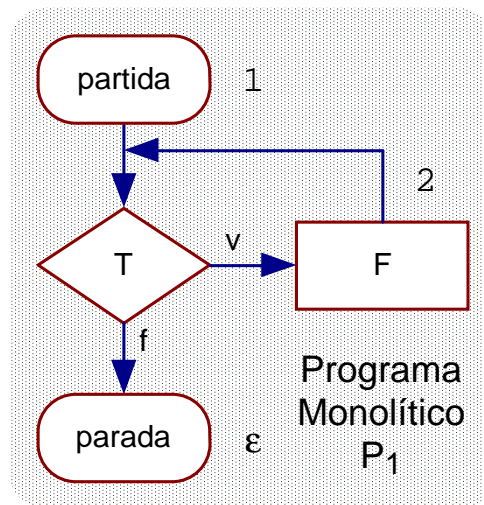 partida 1
2
T v F
f
Programa
Monolítico
P₁
parada ε